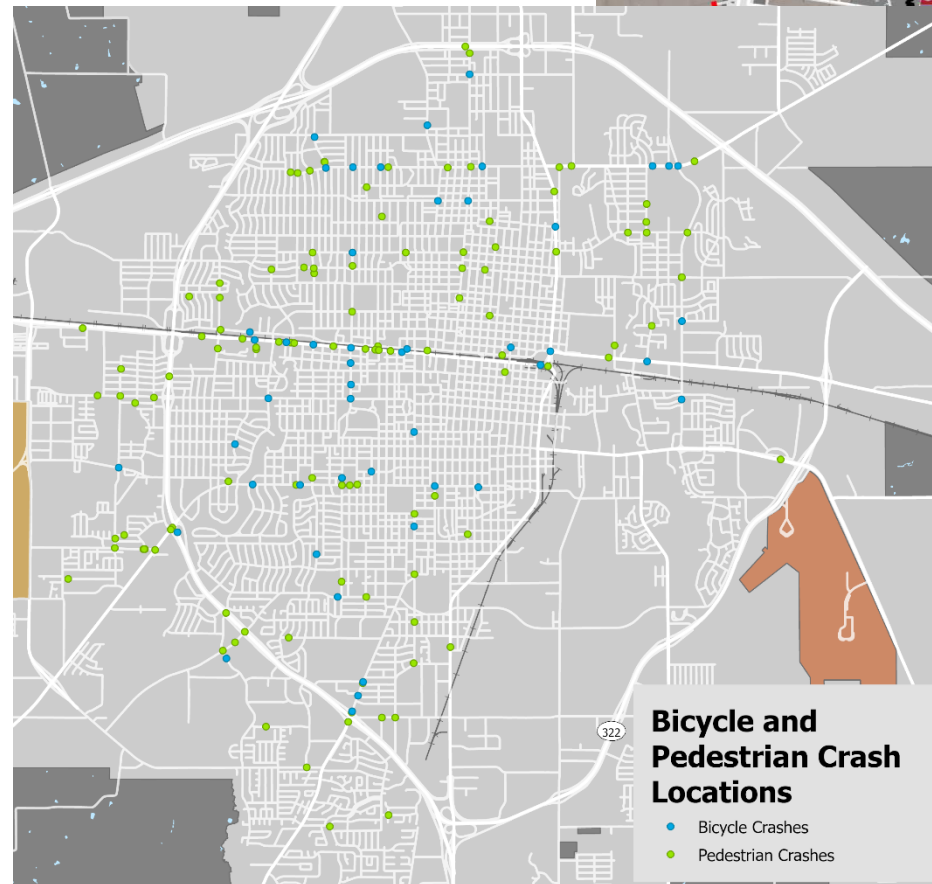 322
Bicycle and
Pedestrian Crash
Locations
Bicycle Crashes
Pedestrian Crashes